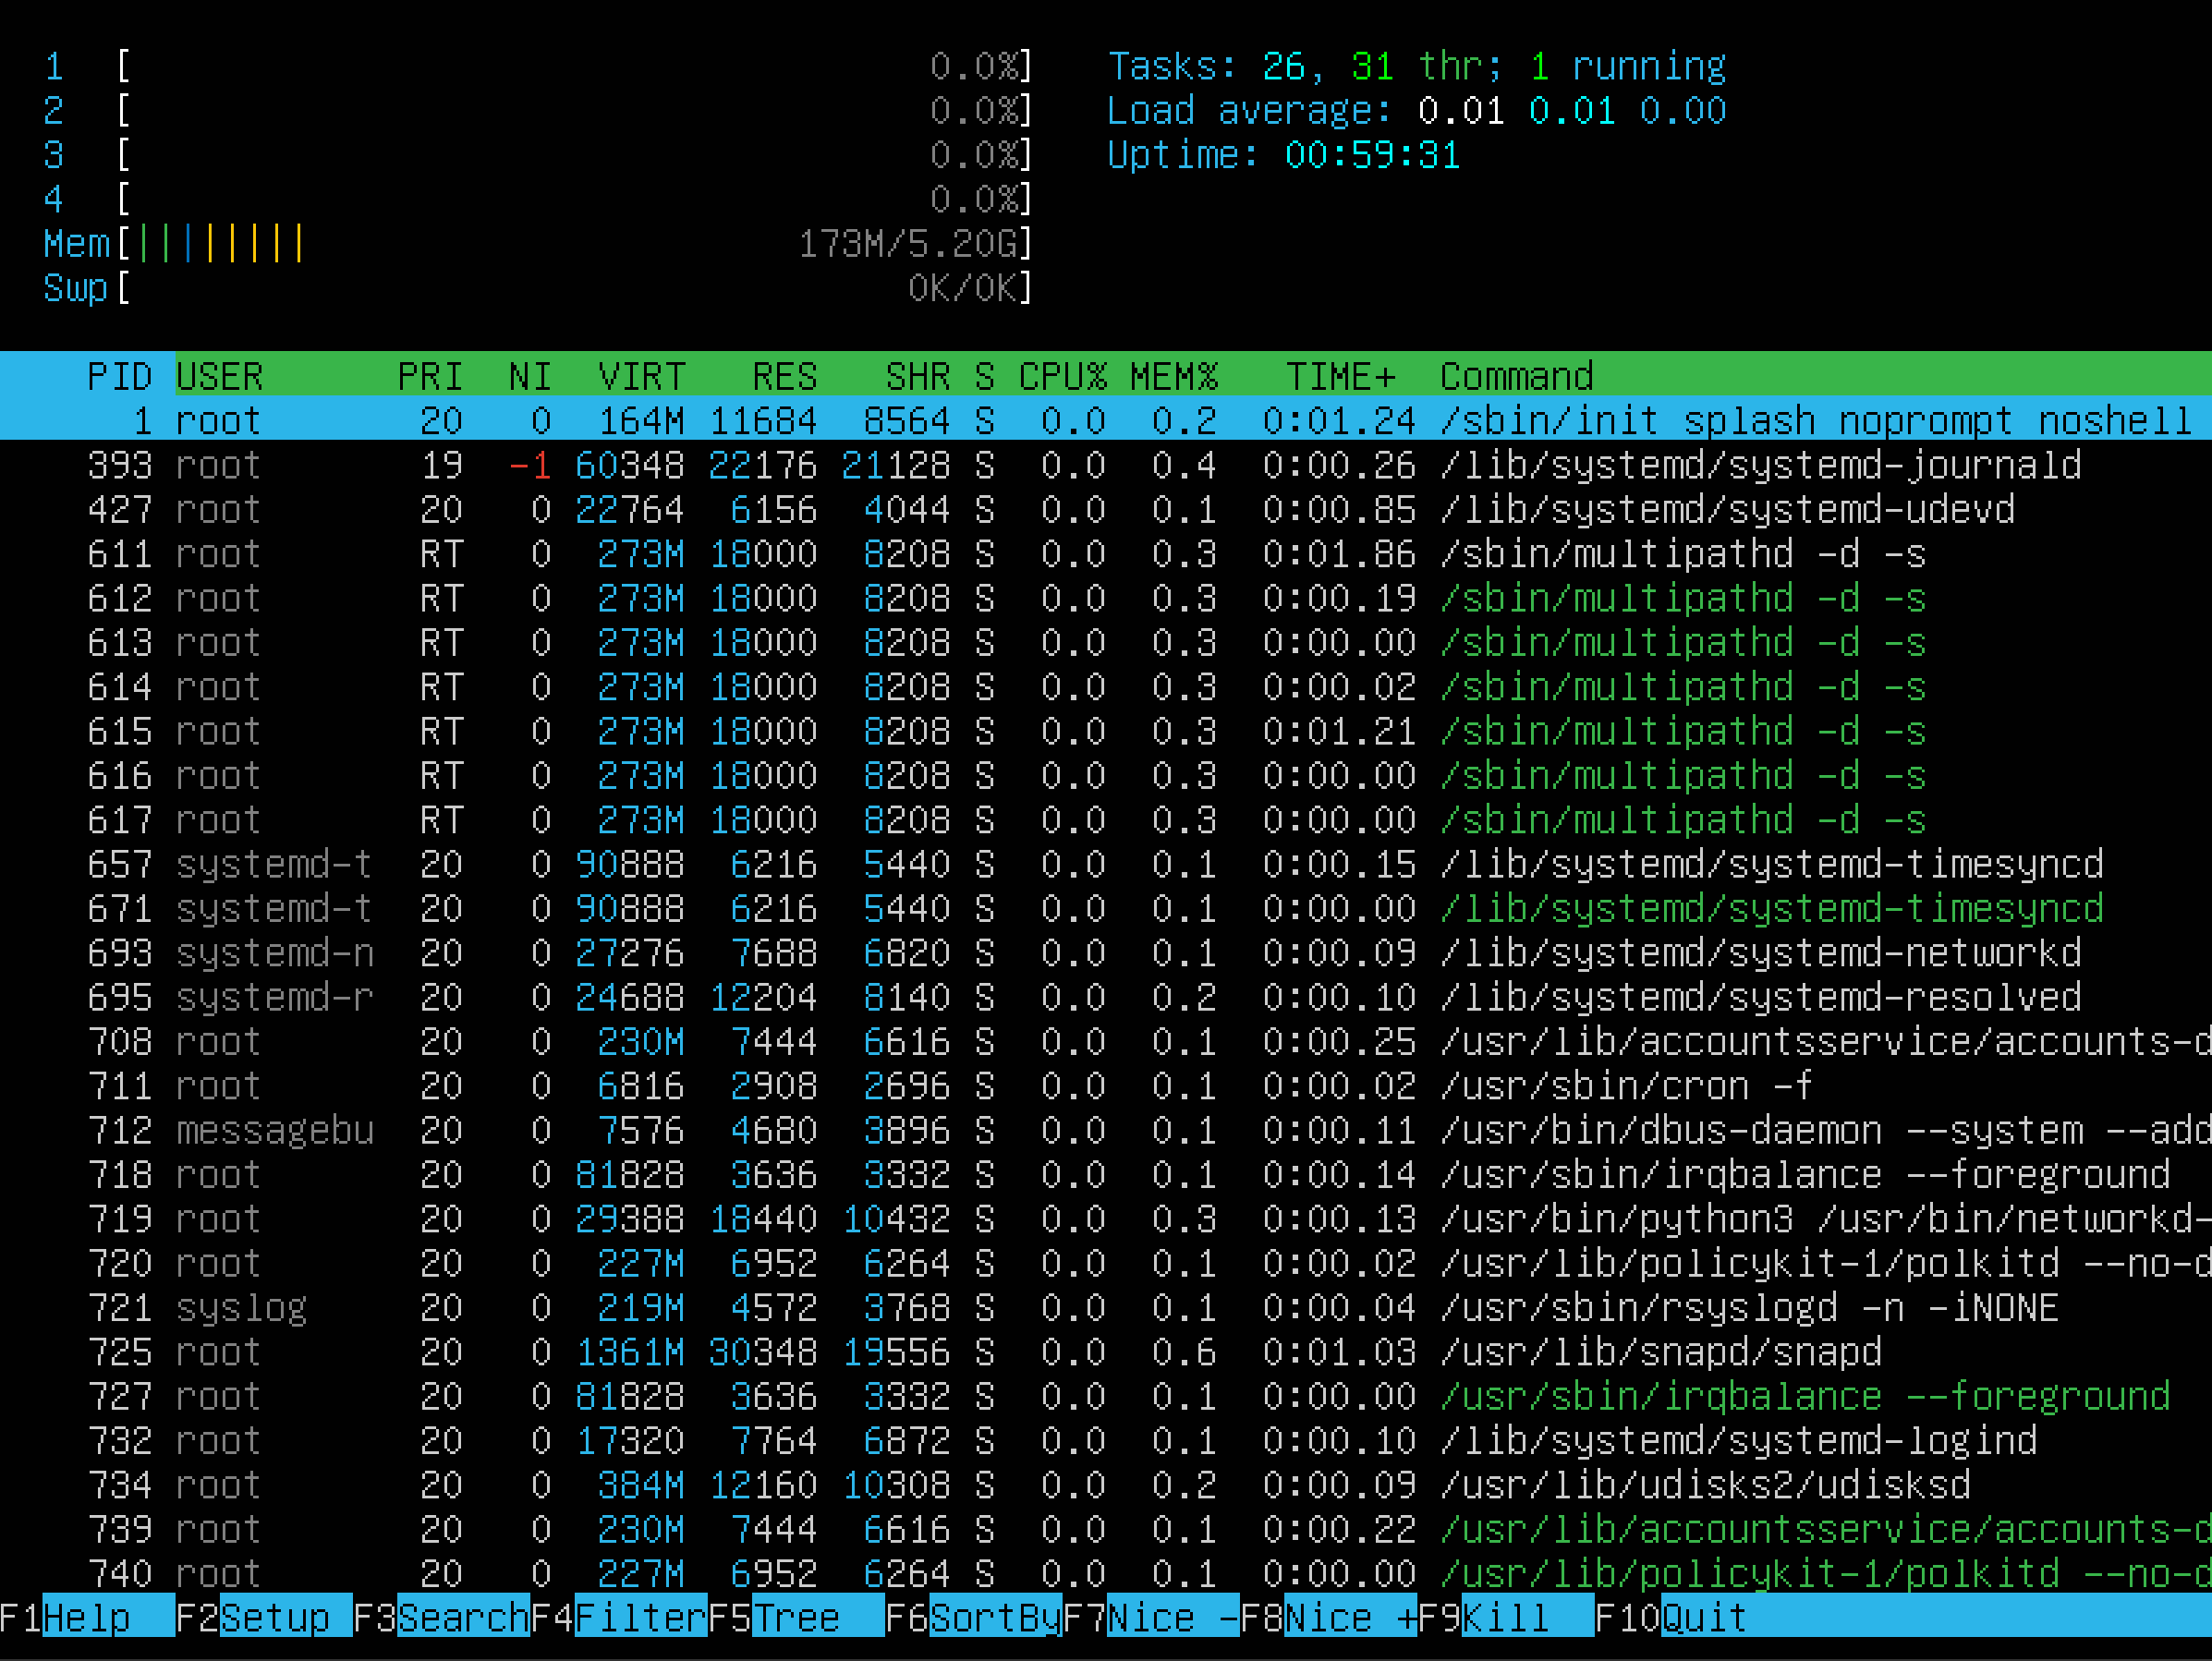 1 [ 0.0%] Tasks: 26, 31 thr; 1 running
2 [ 0.0%] Load average: 0.01 0.01 0.00
3 [ 0.0%] Uptime: 00:59:31
4 [ 0.0%]
Mem[|||||||| 173M/5.20G]
Swp[ 0K/0K]
PID USER PRI NI VIRT RES SHR S CPU% MEM% TIME+ Command
1 root 20 0 164M 11684 8564 S 0.0 0.2 0:01.24 /sbin/init splash noprompt noshell
393 root 19 -1 60348 22176 21128 S 0.0 0.4 0:00.26 /lib/systemd/systemd-journald
427 root 20 0 22764 6156 4044 S 0.0 0.1 0:00.85 /lib/systemd/systemd-udevd
611 root RT 0 273M 18000 8208 S 0.0 0.3 0:01.86 /sbin/multipathd -d -s
612 root RT 0 273M 18000 8208 S 0.0 0.3 0:00.19 /sbin/multipathd -d -s
613 root RT 0 273M 18000 8208 S 0.0 0.3 0:00.00 /sbin/multipathd -d -s
614 root RT 0 273M 18000 8208 S 0.0 0.3 0:00.02 /sbin/multipathd -d -s
615 root RT 0 273M 18000 8208 S 0.0 0.3 0:01.21 /sbin/multipathd -d -s
616 root RT 0 273M 18000 8208 S 0.0 0.3 0:00.00 /sbin/multipathd -d -s
617 root RT 0 273M 18000 8208 S 0.0 0.3 0:00.00 /sbin/multipathd -d -s
657 systemd-t 20 0 90888 6216 5440 S 0.0 0.1 0:00.15 /lib/systemd/systemd-timesyncd
671 systemd-t 20 0 90888 6216 5440 S 0.0 0.1 0:00.00 /lib/systemd/systemd-timesyncd
693 systemd-n 20 0 27276 7688 6820 S 0.0 0.1 0:00.09 /lib/systemd/systemd-networkd
695 systemd-r 20 0 24688 12204 8140 S 0.0 0.2 0:00.10 /lib/systemd/systemd-resolved
708 root 20 0 230M 7444 6616 S 0.0 0.1 0:00.25 /usr/lib/accountsservice/accounts-d
711 root 20 0 6816 2908 2696 S 0.0 0.1 0:00.02 /usr/sbin/cron -f
712 messagebu 20 0 7576 4680 3896 S 0.0 0.1 0:00.11 /usr/bin/dbus-daemon --system --add
718 root 20 0 81828 3636 3332 S 0.0 0.1 0:00.14 /usr/sbin/irqbalance --foreground
719 root 20 0 29388 18440 10432 S 0.0 0.3 0:00.13 /usr/bin/python3 /usr/bin/networkd-
720 root 20 0 227M 6952 6264 S 0.0 0.1 0:00.02 /usr/lib/policykit-1/polkitd --no-d
721 syslog 20 0 219M 4572 3768 S 0.0 0.1 0:00.04 /usr/sbin/rsyslogd -n -iNONE
725 root 20 0 1361M 30348 19556 S 0.0 0.6 0:01.03 /usr/lib/snapd/snapd
727 root 20 0 81828 3636 3332 S 0.0 0.1 0:00.00 /usr/sbin/irqbalance --foreground
732 root 20 0 17320 7764 6872 S 0.0 0.1 0:00.10 /lib/systemd/systemd-logind
734 root 20 0 384M 12160 10308 S 0.0 0.2 0:00.09 /usr/lib/udisks2/udisksd
739 root 20 0 230M 7444 6616 S 0.0 0.1 0:00.22 /usr/lib/accountsservice/accounts-d
740 root 20 0 227M 6952 6264 S 0.0 0.1 0:00.00 /usr/lib/policykit-1/polkitd --no-d
F1Help F2Setup F3SearchF4FilterF5Tree F6SortByF7Nice -F8Nice +F9Kill F10Quit